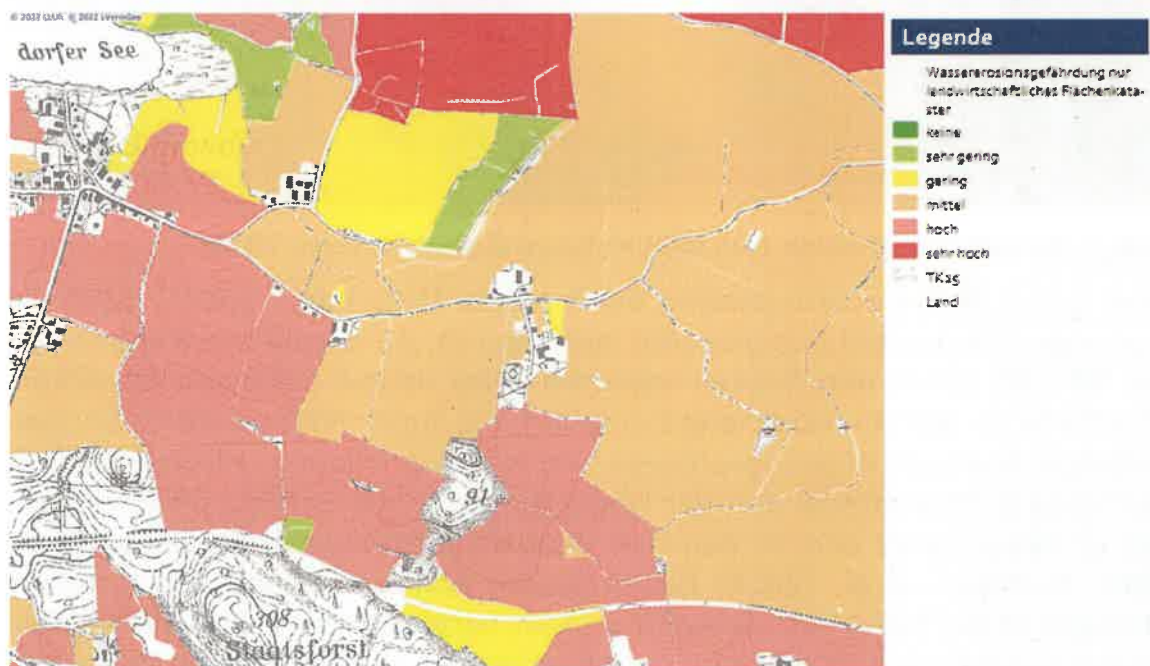 dorfer See
91
308
Staatsforst
Legende
Wassererosionsgefährdung nur
landwirtschaftliches Flächenkata-
ster
keine
sehr gering
gering
mittel
hoch
sehr hoch
TK25
Land